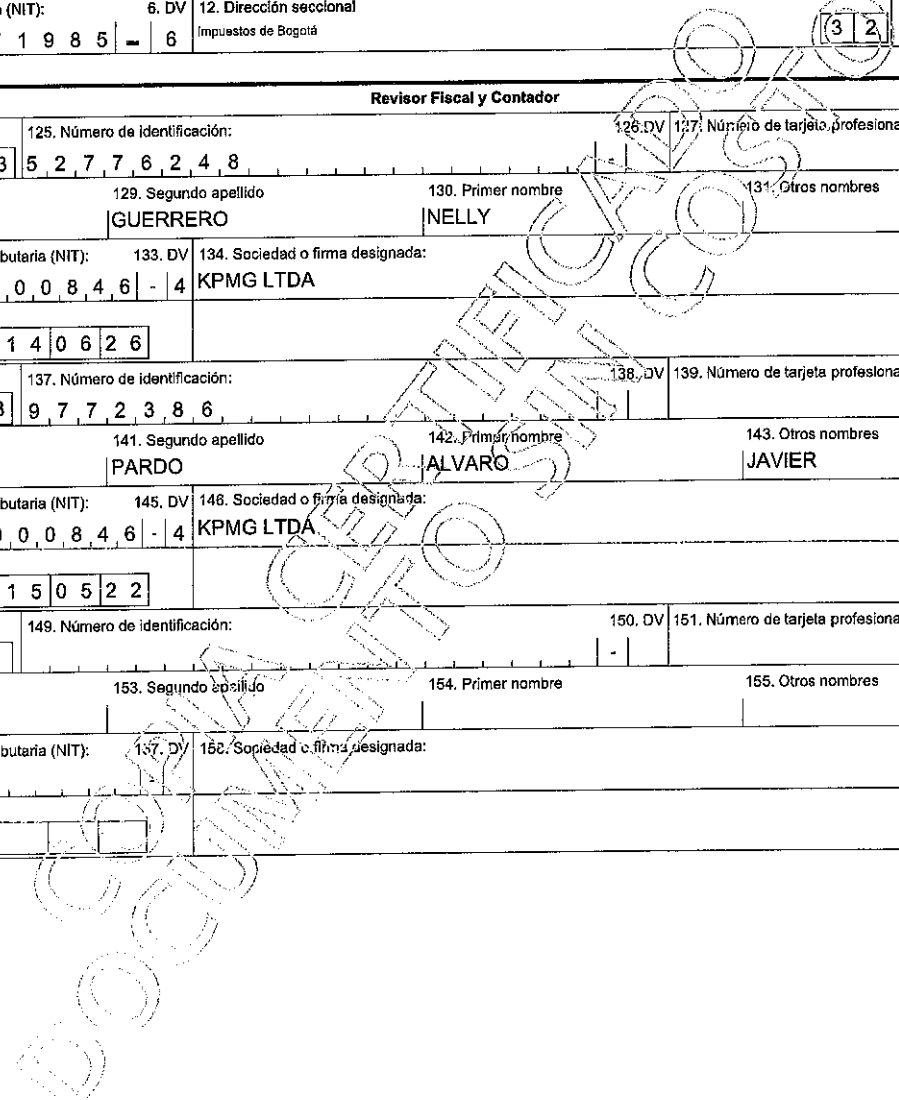 (NIT): 6. DV 12. Dirección seccional
1 9 8 5 - 6 Impuestos de Bogotá 3 2
Revisor Fiscal y Contador
125. Número de identificación: 126. DV 127. Número de tarjeta profesiona
3 5 2 7 7 6 2 4 8 -
129. Segundo apellido 130. Primer nombre 131. Otros nombres
GUERRERO NELLY
butaria (NIT): 133. DV 134. Sociedad o firma designada:
0 0 8 4 6 - 4 KPMG LTDA
1 4 0 6 2 6
137. Número de identificación: 138. DV 139. Número de tarjeta profesiona
9 7 7 2 3 8 6
141. Segundo apellido 142. Primer nombre 143. Otros nombres
PARDO ALVARO JAVIER
butaria (NIT): 145. DV 146. Sociedad o firma designada:
0 0 8 4 6 - 4 KPMG LTDA
1 5 0 5 2 2
149. Número de identificación: 150. DV 151. Número de tarjeta profesiona
-
153. Segundo apellido 154. Primer nombre 155. Otros nombres
butaria (NIT): 157. DV 158. Sociedad o firma designada:
COPIA CERTIFICADO
DOCUMENTO SIN COSTO